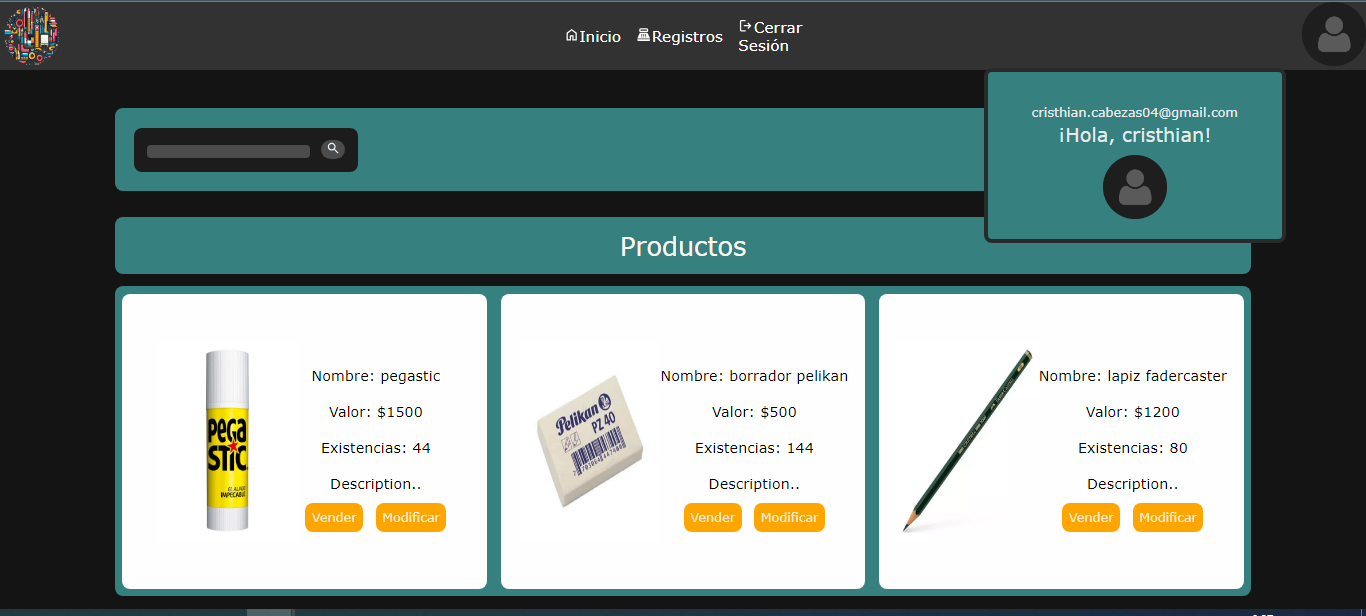 Inicio
Registros
Cerrar
Sesión
cristhian.cabezas04@gmail.com
¡Hola, cristhian!
Productos
PEGA
STIC
IMPECABLE
Nombre: pegastic
Valor: $1500
Existencias: 44
Description..
Vender
Modificar
Pelikan
PZ 40
Nombre: borrador pelikan
Valor: $500
Existencias: 144
Description..
Vender
Modificar
Nombre: lapiz fadercaster
Valor: $1200
Existencias: 80
Description..
Vender
Modificar